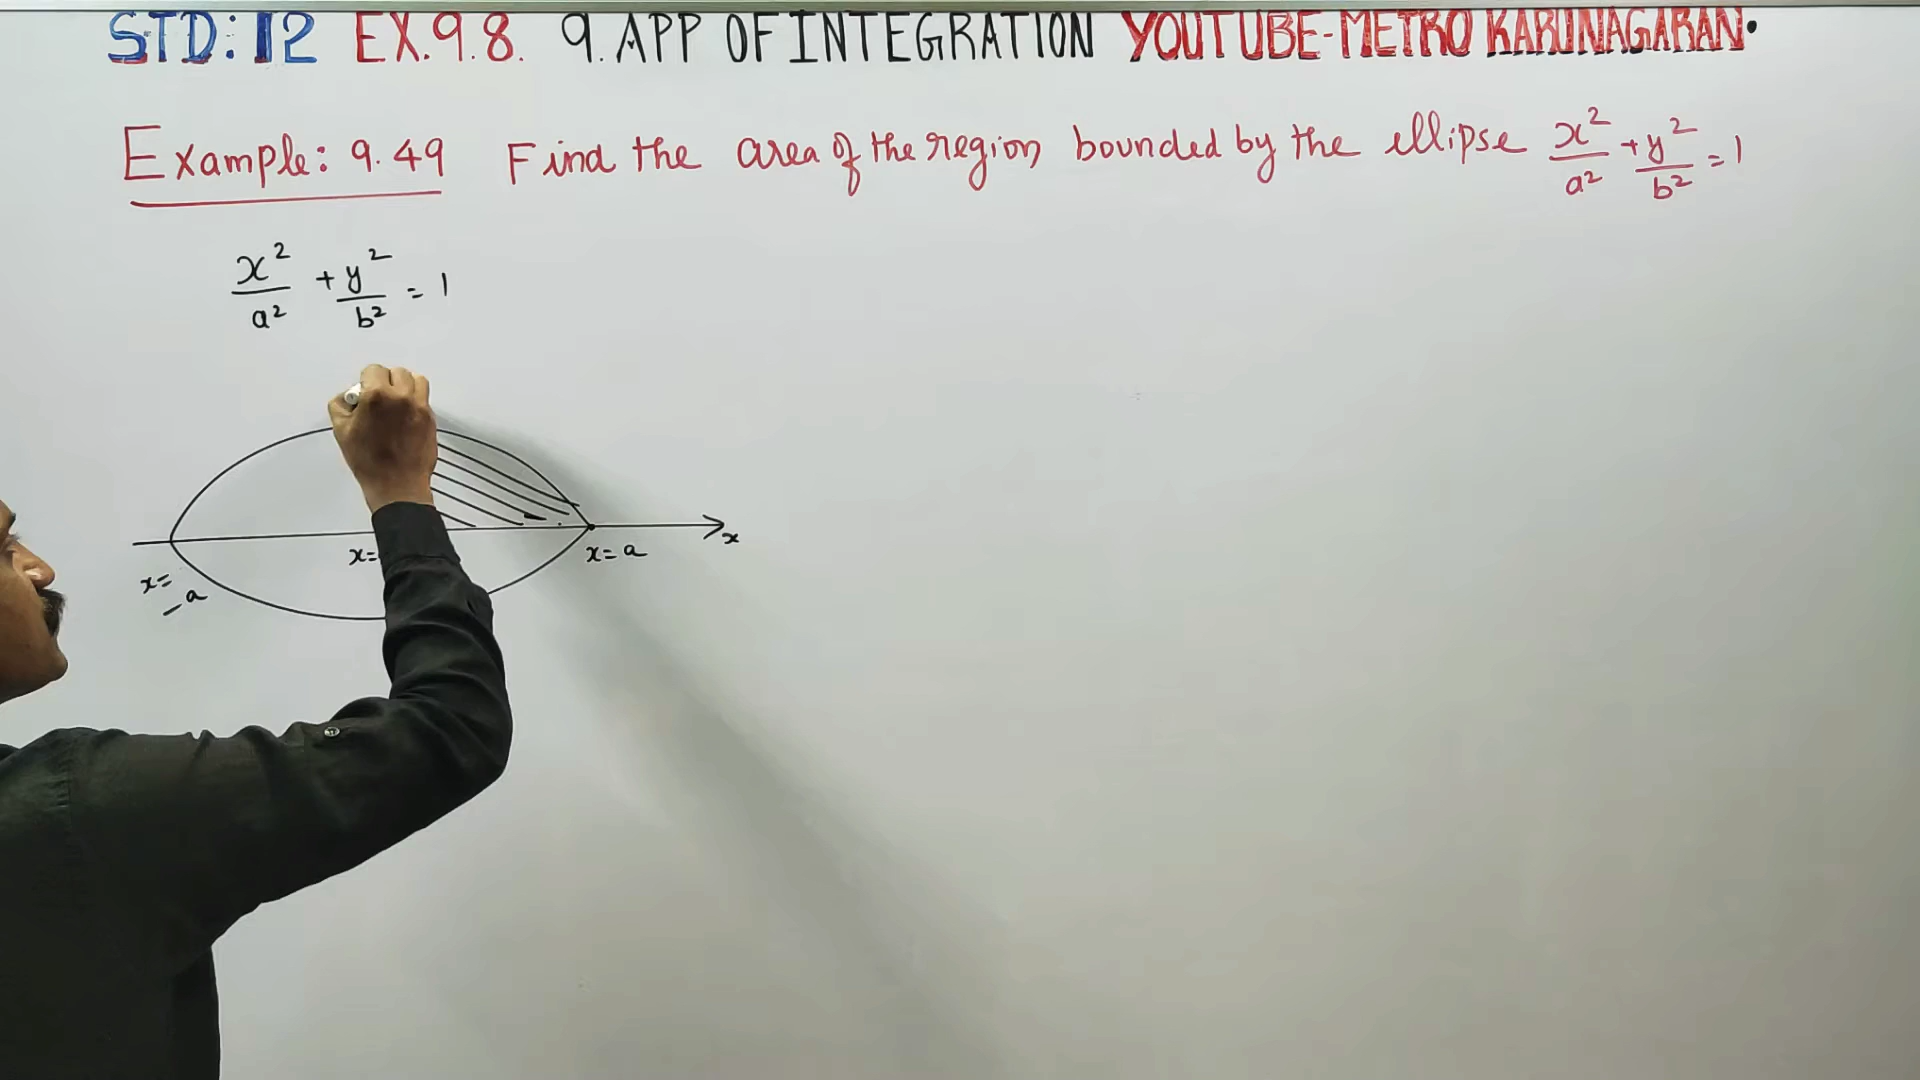 STD: 12 EX.9.8. 9. APP OF INTEGRATION YOUTUBE-METRO KARUNAGARAN.
Example: 9.49 Find the area of the region bounded by the ellipse x²/a² + y²/b² = 1
x²/a² + y²/b² = 1
x=
x= a
x
x=
-a